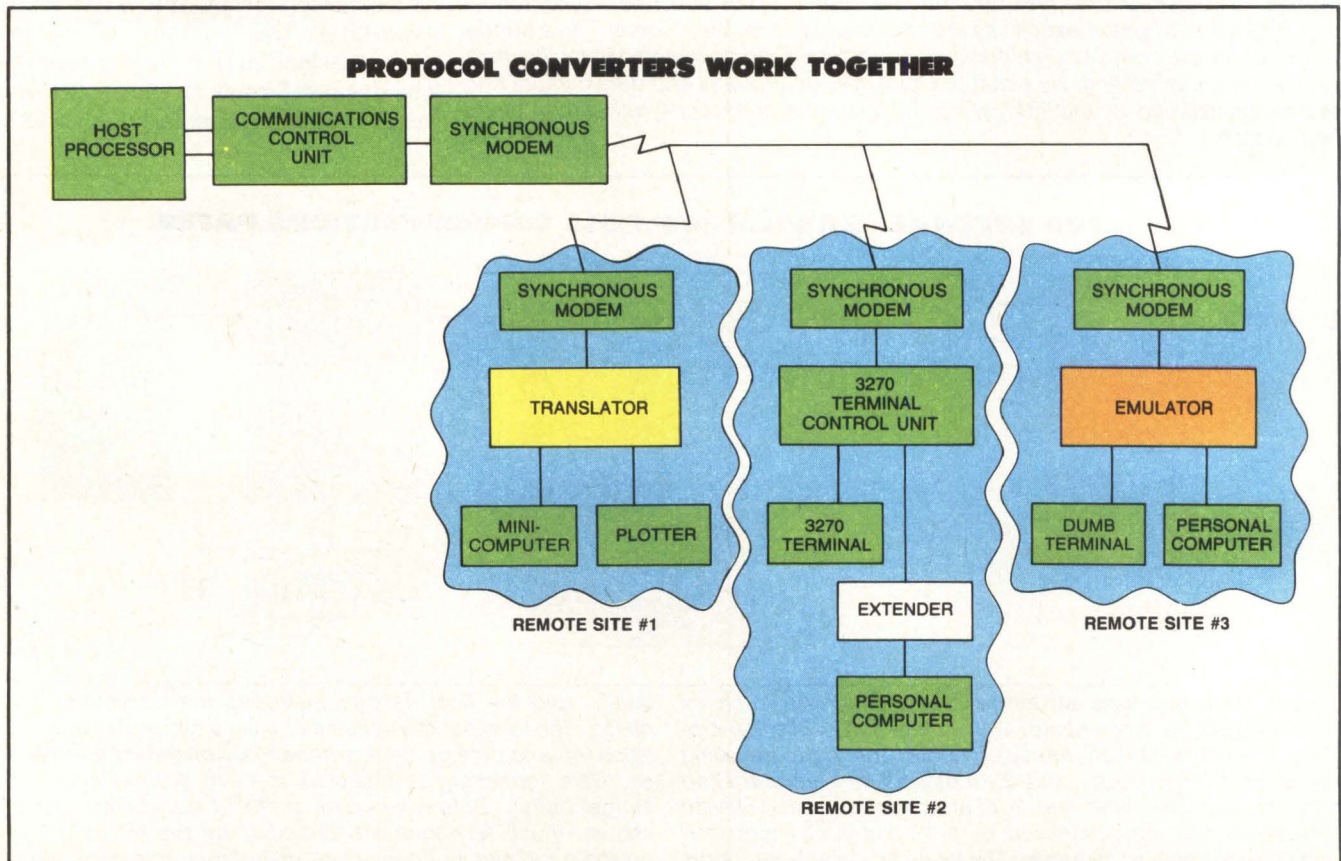 PROTOCOL CONVERTERS WORK TOGETHER
HOST
PROCESSOR
COMMUNICATIONS
CONTROL
UNIT
SYNCHRONOUS
MODEM
SYNCHRONOUS
MODEM
TRANSLATOR
MINI-
COMPUTER
PLOTTER
REMOTE SITE #1
SYNCHRONOUS
MODEM
3270
TERMINAL
CONTROL UNIT
3270
TERMINAL
EXTENDER
PERSONAL
COMPUTER
REMOTE SITE #2
SYNCHRONOUS
MODEM
EMULATOR
DUMB
TERMINAL
PERSONAL
COMPUTER
REMOTE SITE #3